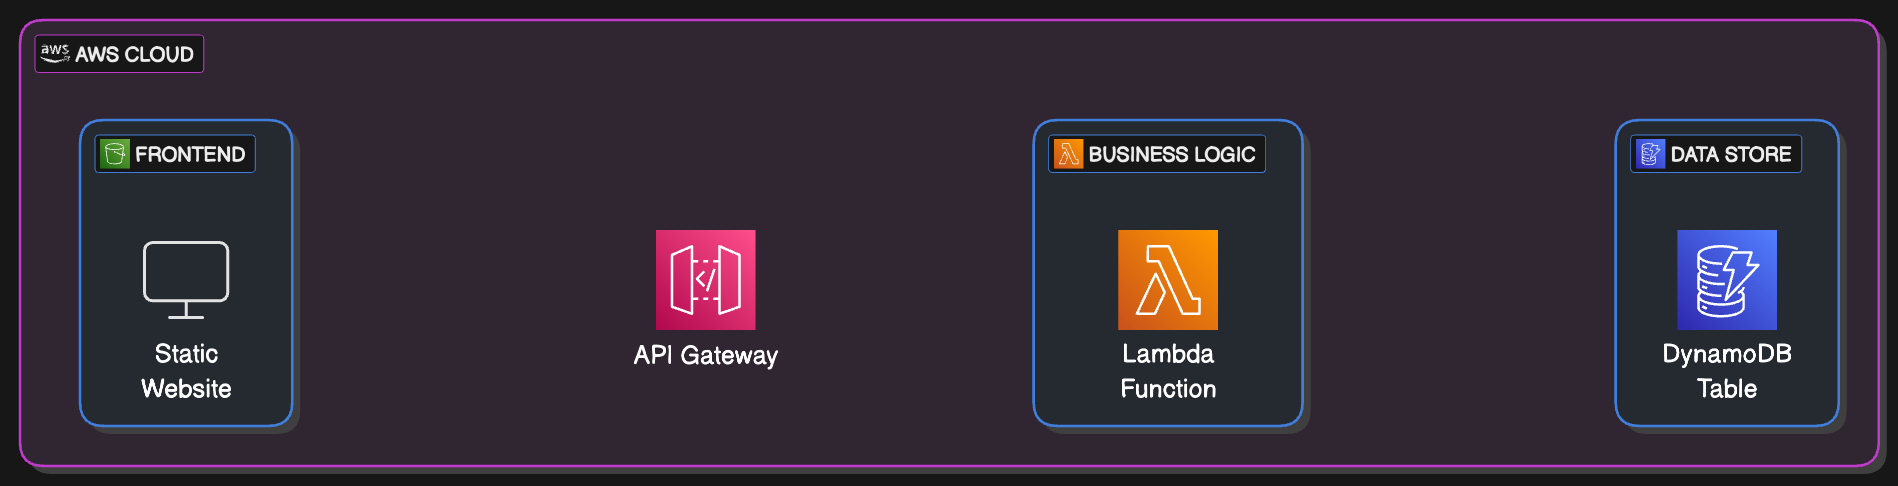 aws AWS CLOUD
FRONTEND
BUSINESS LOGIC
DATA STORE
</>
Static
Website
API Gateway
Lambda
Function
DynamoDB
Table